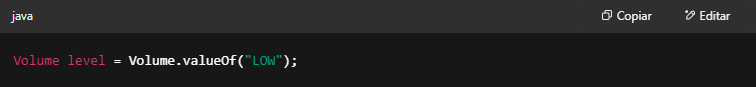 java Copiar Editar
Volume level = Volume.valueOf("LOW");